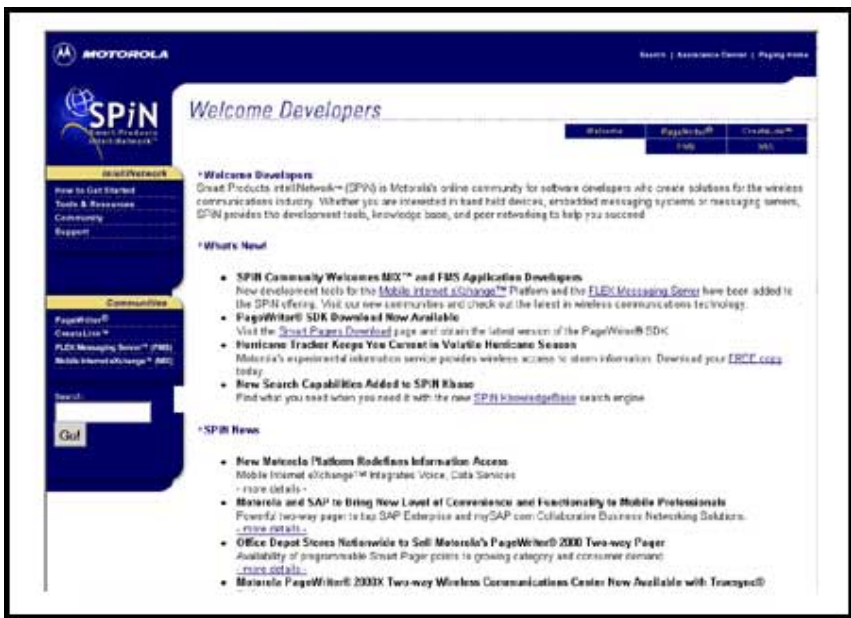 MOTOROLA
Search | Assistance Center | Paging Home
SPiN
Smart Products
intelliNetwork™
Welcome Developers
Welcome
PageWriter®
CreateLink™
FMS
MIX
intelliNetwork
How to Get Started
Tools & Resources
Community
Support
Communities
PageWriter®
CreateLink™
FLEX Messaging Server™ (FMS)
Mobile Internet eXchange™ (MIX)
Search:
Go!
Welcome Developers
Smart Products intelliNetwork™ (SPiN) is Motorola's online community for software developers who create solutions for the wireless
communications industry. Whether you are interested in hand held devices, embedded messaging systems or messaging servers,
SPiN provides the development tools, knowledge base, and peer networking to help you succeed
What's New!
• SPiN Community Welcomes MIX™ and FMS Application Developers
New development tools for the Mobile Internet eXchange™ Platform and the FLEX Messaging Server have been added to
the SPiN offering. Visit our new communities and check out the latest in wireless communications technology.
• PageWriter® SDK Download Now Available
Visit the Smart Pagers Download page and obtain the latest version of the PageWriter® SDK.
• Hurricane Tracker Keeps You Current in Volatile Hurricane Season
Motorola's experimental information service provides wireless access to storm information. Download your FREE copy
today.
• New Search Capabilities Added to SPiN Kbase
Find what you need when you need it with the new SPiN KnowledgeBase search engine
SPiN News
• New Motorola Platform Redefines Information Access
Mobile Internet eXchange™ Integrates Voice, Data Services
- more details -
• Motorola and SAP to Bring New Level of Convenience and Functionality to Mobile Professionals
Powerful two-way pager to tap SAP Enterprise and mySAP.com Collaborative Business Networking Solutions.
- more details -
• Office Depot Stores Nationwide to Sell Motorola's PageWriter® 2000 Two-way Pager
Availability of programmable Smart Pager points to growing category and consumer demand
- more details -
• Motorola PageWriter® 2000X Two-way Wireless Communications Center Now Available with Truesync®